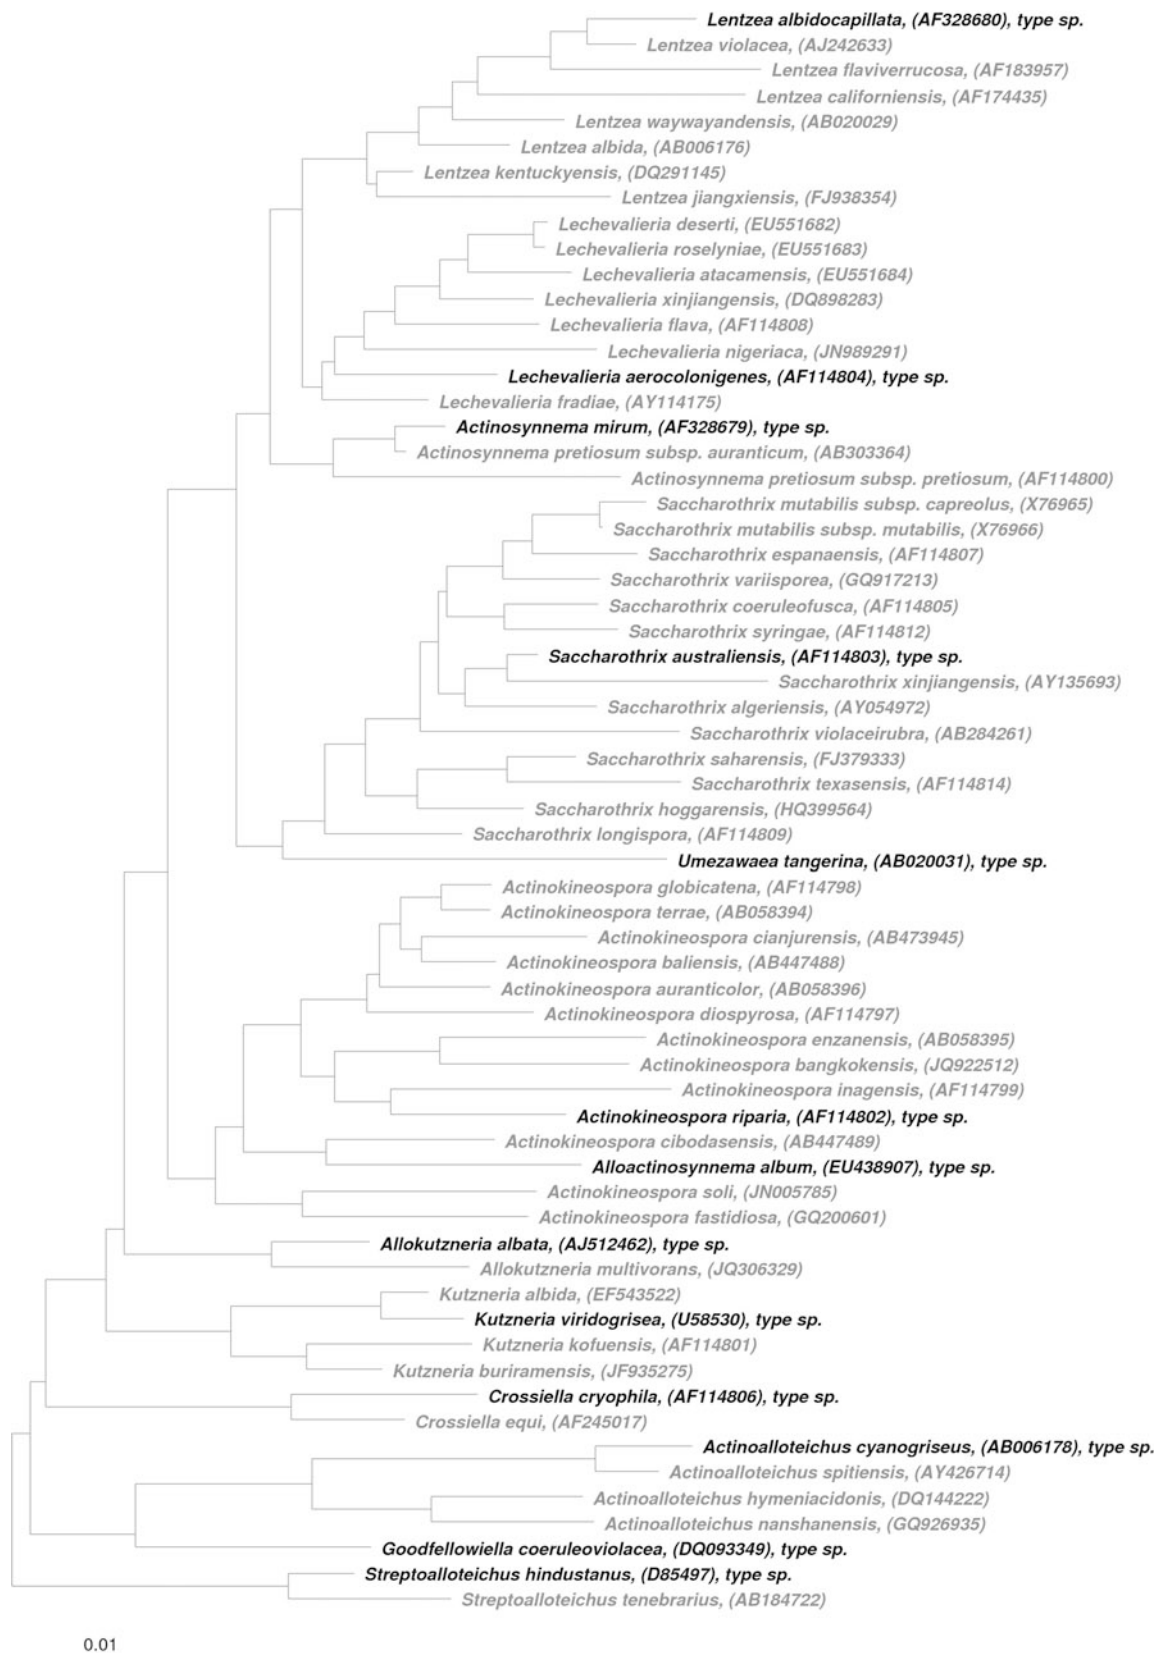 Lentzea albidocapillata, (AF328680), type sp.
Lentzea violacea, (AJ242633)
Lentzea flaviverrucosa, (AF183957)
Lentzea californiensis, (AF174435)
Lentzea waywayandensis, (AB020029)
Lentzea albida, (AB006176)
Lentzea kentuckyensis, (DQ291145)
Lentzea jiangxiensis, (FJ938354)
Lechevalieria deserti, (EU551682)
Lechevalieria roselyniae, (EU551683)
Lechevalieria atacamensis, (EU551684)
Lechevalieria xinjiangensis, (DQ898283)
Lechevalieria flava, (AF114808)
Lechevalieria nigeriaca, (JN989291)
Lechevalieria aerocolonigenes, (AF114804), type sp.
Lechevalieria fradiae, (AY114175)
Actinosynnema mirum, (AF328679), type sp.
Actinosynnema pretiosum subsp. auranticum, (AB303364)
Actinosynnema pretiosum subsp. pretiosum, (AF114800)
Saccharothrix mutabilis subsp. capreolus, (X76965)
Saccharothrix mutabilis subsp. mutabilis, (X76966)
Saccharothrix espanaensis, (AF114807)
Saccharothrix variisporea, (GQ917213)
Saccharothrix coeruleofusca, (AF114805)
Saccharothrix syringae, (AF114812)
Saccharothrix australiensis, (AF114803), type sp.
Saccharothrix xinjiangensis, (AY135693)
Saccharothrix algeriensis, (AY054972)
Saccharothrix violaceirubra, (AB284261)
Saccharothrix saharensis, (FJ379333)
Saccharothrix texasensis, (AF114814)
Saccharothrix hoggarensis, (HQ399564)
Saccharothrix longispora, (AF114809)
Umezawaea tangerina, (AB020031), type sp.
Actinokineospora globicatena, (AF114798)
Actinokineospora terrae, (AB058394)
Actinokineospora cianjurensis, (AB473945)
Actinokineospora baliensis, (AB447488)
Actinokineospora auranticolor, (AB058396)
Actinokineospora diospyrosa, (AF114797)
Actinokineospora enzanensis, (AB058395)
Actinokineospora bangkokensis, (JQ922512)
Actinokineospora inagensis, (AF114799)
Actinokineospora riparia, (AF114802), type sp.
Actinokineospora cibodasensis, (AB447489)
Alloactinosynnema album, (EU438907), type sp.
Actinokineospora soli, (JN005785)
Actinokineospora fastidiosa, (GQ200601)
Allokutzneria albata, (AJ512462), type sp.
Allokutzneria multivorans, (JQ306329)
Kutzneria albida, (EF543522)
Kutzneria viridogrisea, (U58530), type sp.
Kutzneria kofuensis, (AF114801)
Kutzneria buriramensis, (JF935275)
Crossiella cryophila, (AF114806), type sp.
Crossiella equi, (AF245017)
Actinoalloteichus cyanogriseus, (AB006178), type sp.
Actinoalloteichus spitiensis, (AY426714)
Actinoalloteichus hymeniacidonis, (DQ144222)
Actinoalloteichus nanshanensis, (GQ926935)
Goodfellowiella coeruleoviolacea, (DQ093349), type sp.
Streptoalloteichus hindustanus, (D85497), type sp.
Streptoalloteichus tenebrarius, (AB184722)
0.01